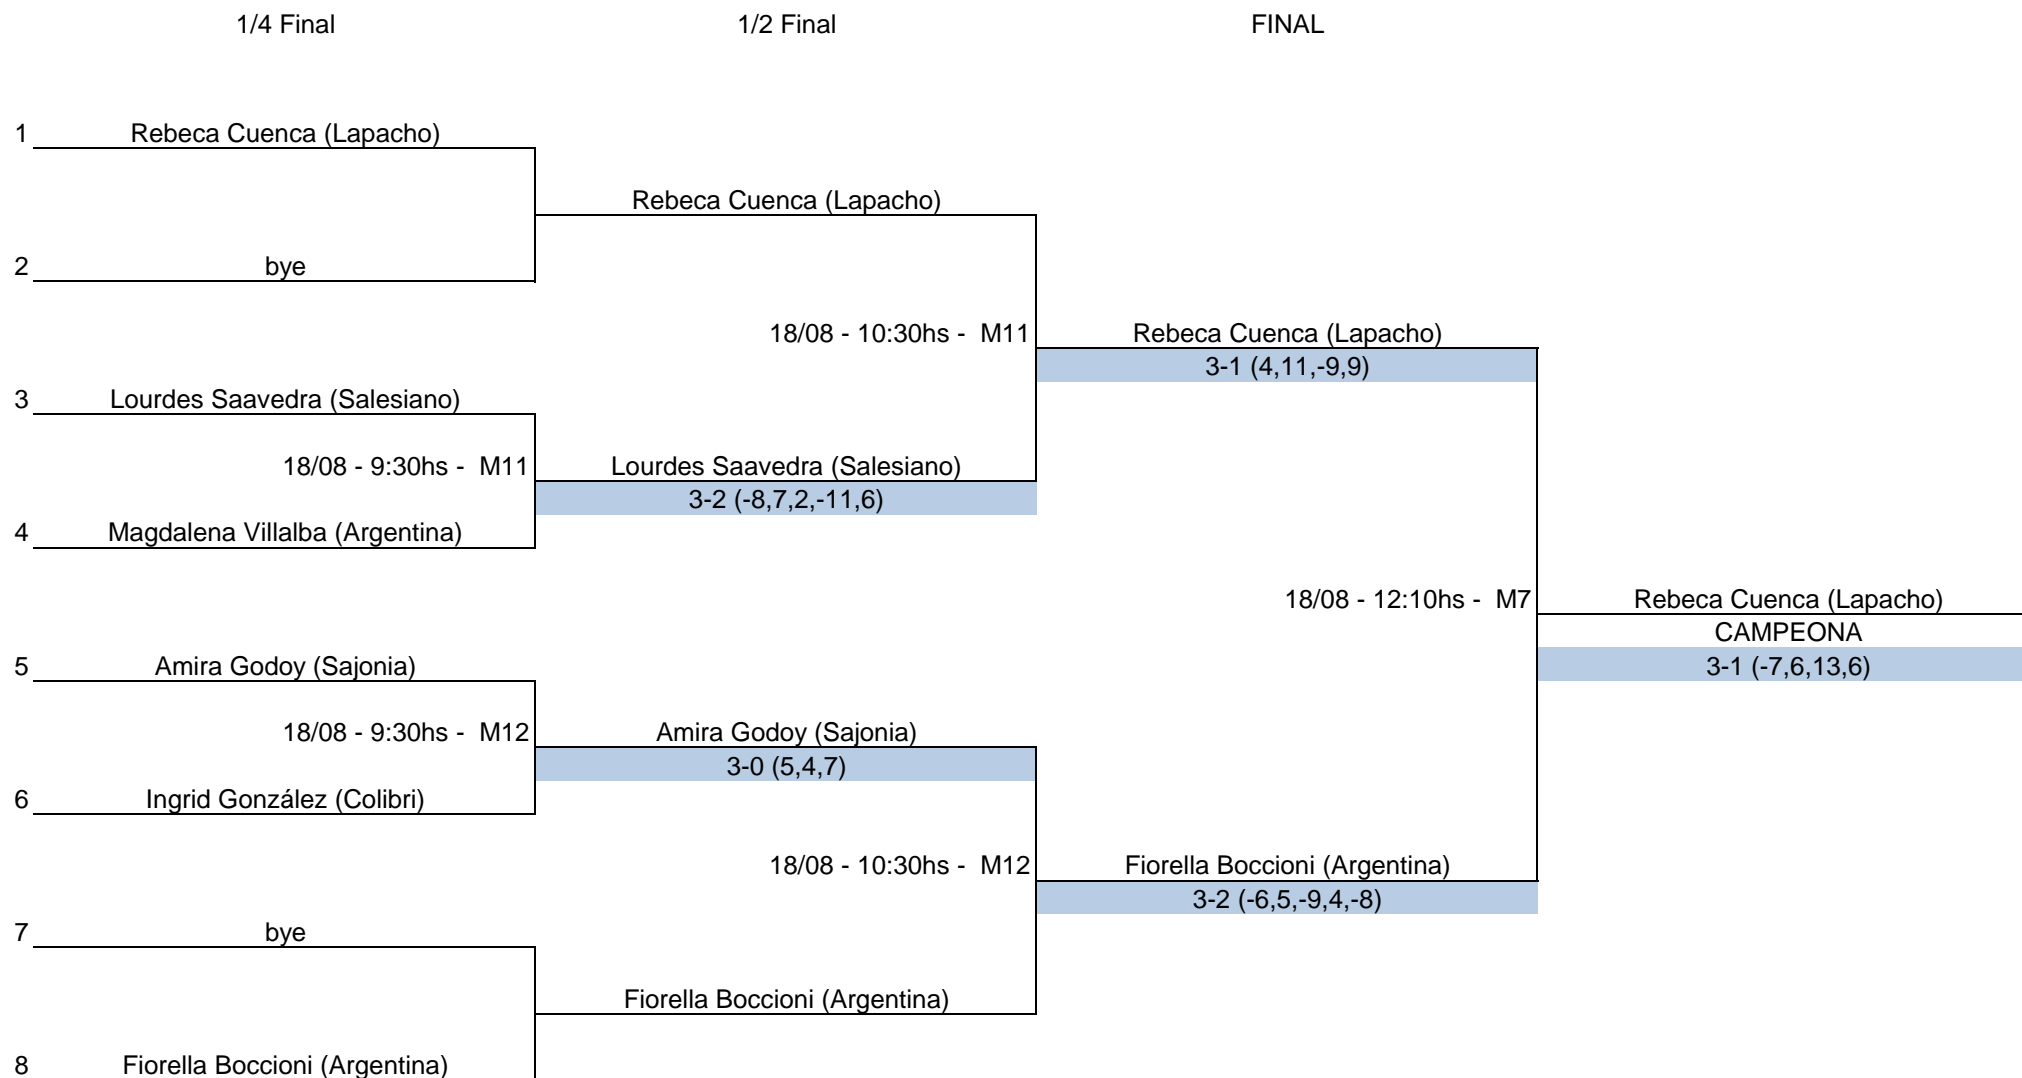 1/4 Final 1/2 Final FINAL
1 Rebeca Cuenca (Lapacho)
Rebeca Cuenca (Lapacho)
2 bye
18/08 - 10:30hs - M11 Rebeca Cuenca (Lapacho)
3-1 (4,11,-9,9)
3 Lourdes Saavedra (Salesiano)
18/08 - 9:30hs - M11 Lourdes Saavedra (Salesiano)
3-2 (-8,7,2,-11,6)
4 Magdalena Villalba (Argentina)
18/08 - 12:10hs - M7 Rebeca Cuenca (Lapacho)
CAMPEONA
5 Amira Godoy (Sajonia) 3-1 (-7,6,13,6)
18/08 - 9:30hs - M12 Amira Godoy (Sajonia)
3-0 (5,4,7)
6 Ingrid González (Colibri)
18/08 - 10:30hs - M12 Fiorella Boccioni (Argentina)
3-2 (-6,5,-9,4,-8)
7 bye
Fiorella Boccioni (Argentina)
8 Fiorella Boccioni (Argentina)